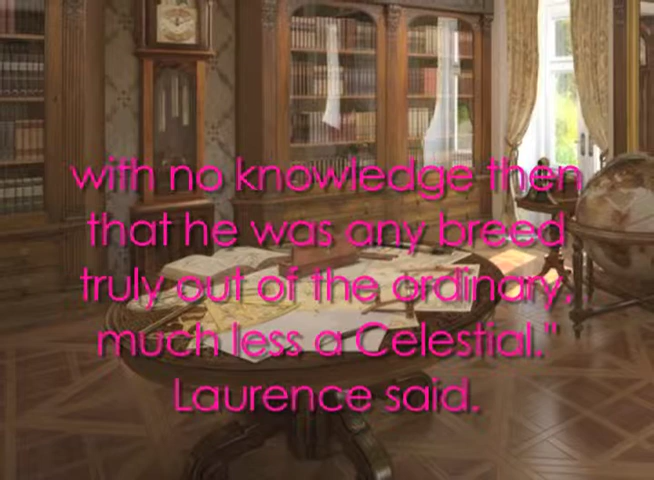 with no knowledge then
that he was any breed
truly out of the ordinary,
much less a Celestial."
Laurence said.